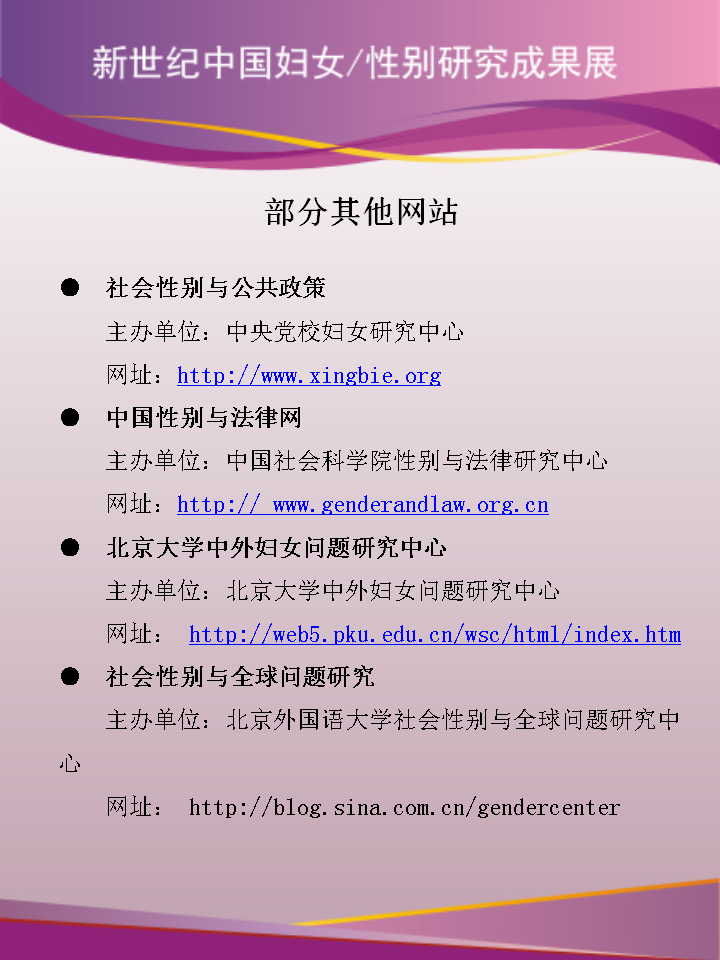 新世纪中国妇女/性别研究成果展
部分其他网站
● 社会性别与公共政策
主办单位：中央党校妇女研究中心
网址：http://www.xingbie.org
● 中国性别与法律网
主办单位：中国社会科学院性别与法律研究中心
网址：http:// www.genderandlaw.org.cn
● 北京大学中外妇女问题研究中心
主办单位：北京大学中外妇女问题研究中心
网址： http://web5.pku.edu.cn/wsc/html/index.htm
● 社会性别与全球问题研究
主办单位：北京外国语大学社会性别与全球问题研究中
心
网址： http://blog.sina.com.cn/gendercenter